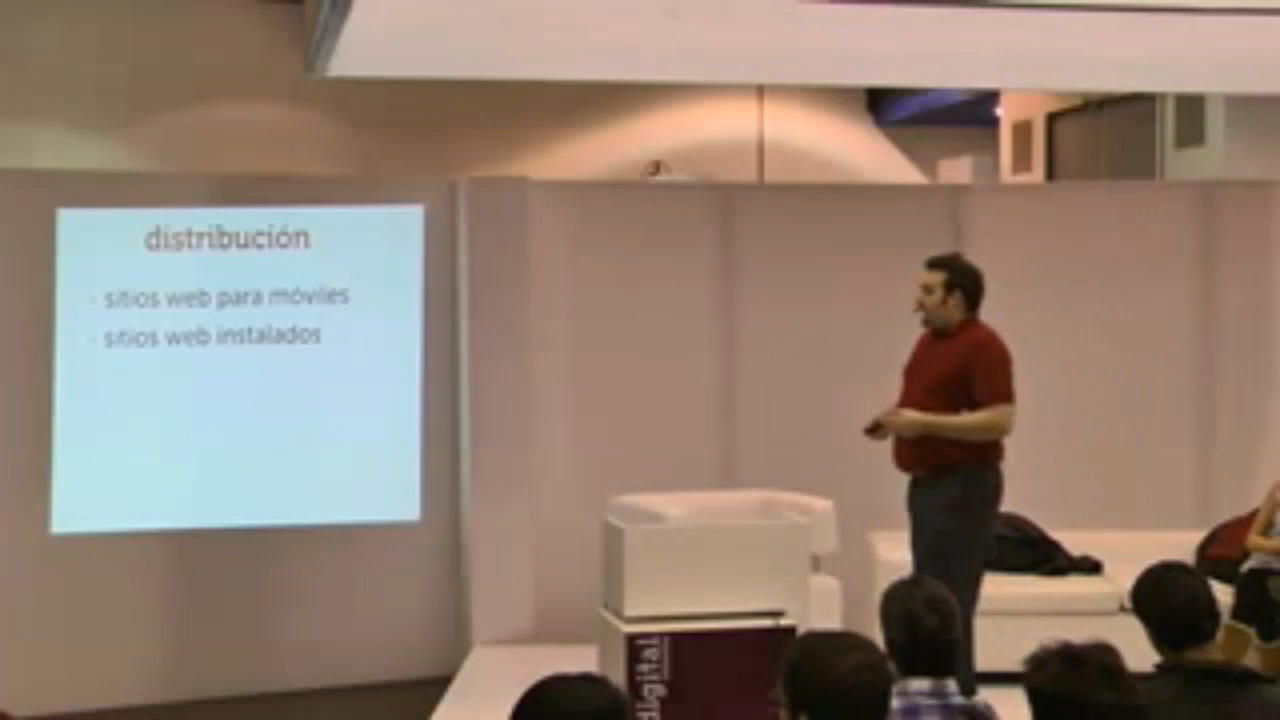 distribución
- sitios web para móviles
- sitios web instalados
digital